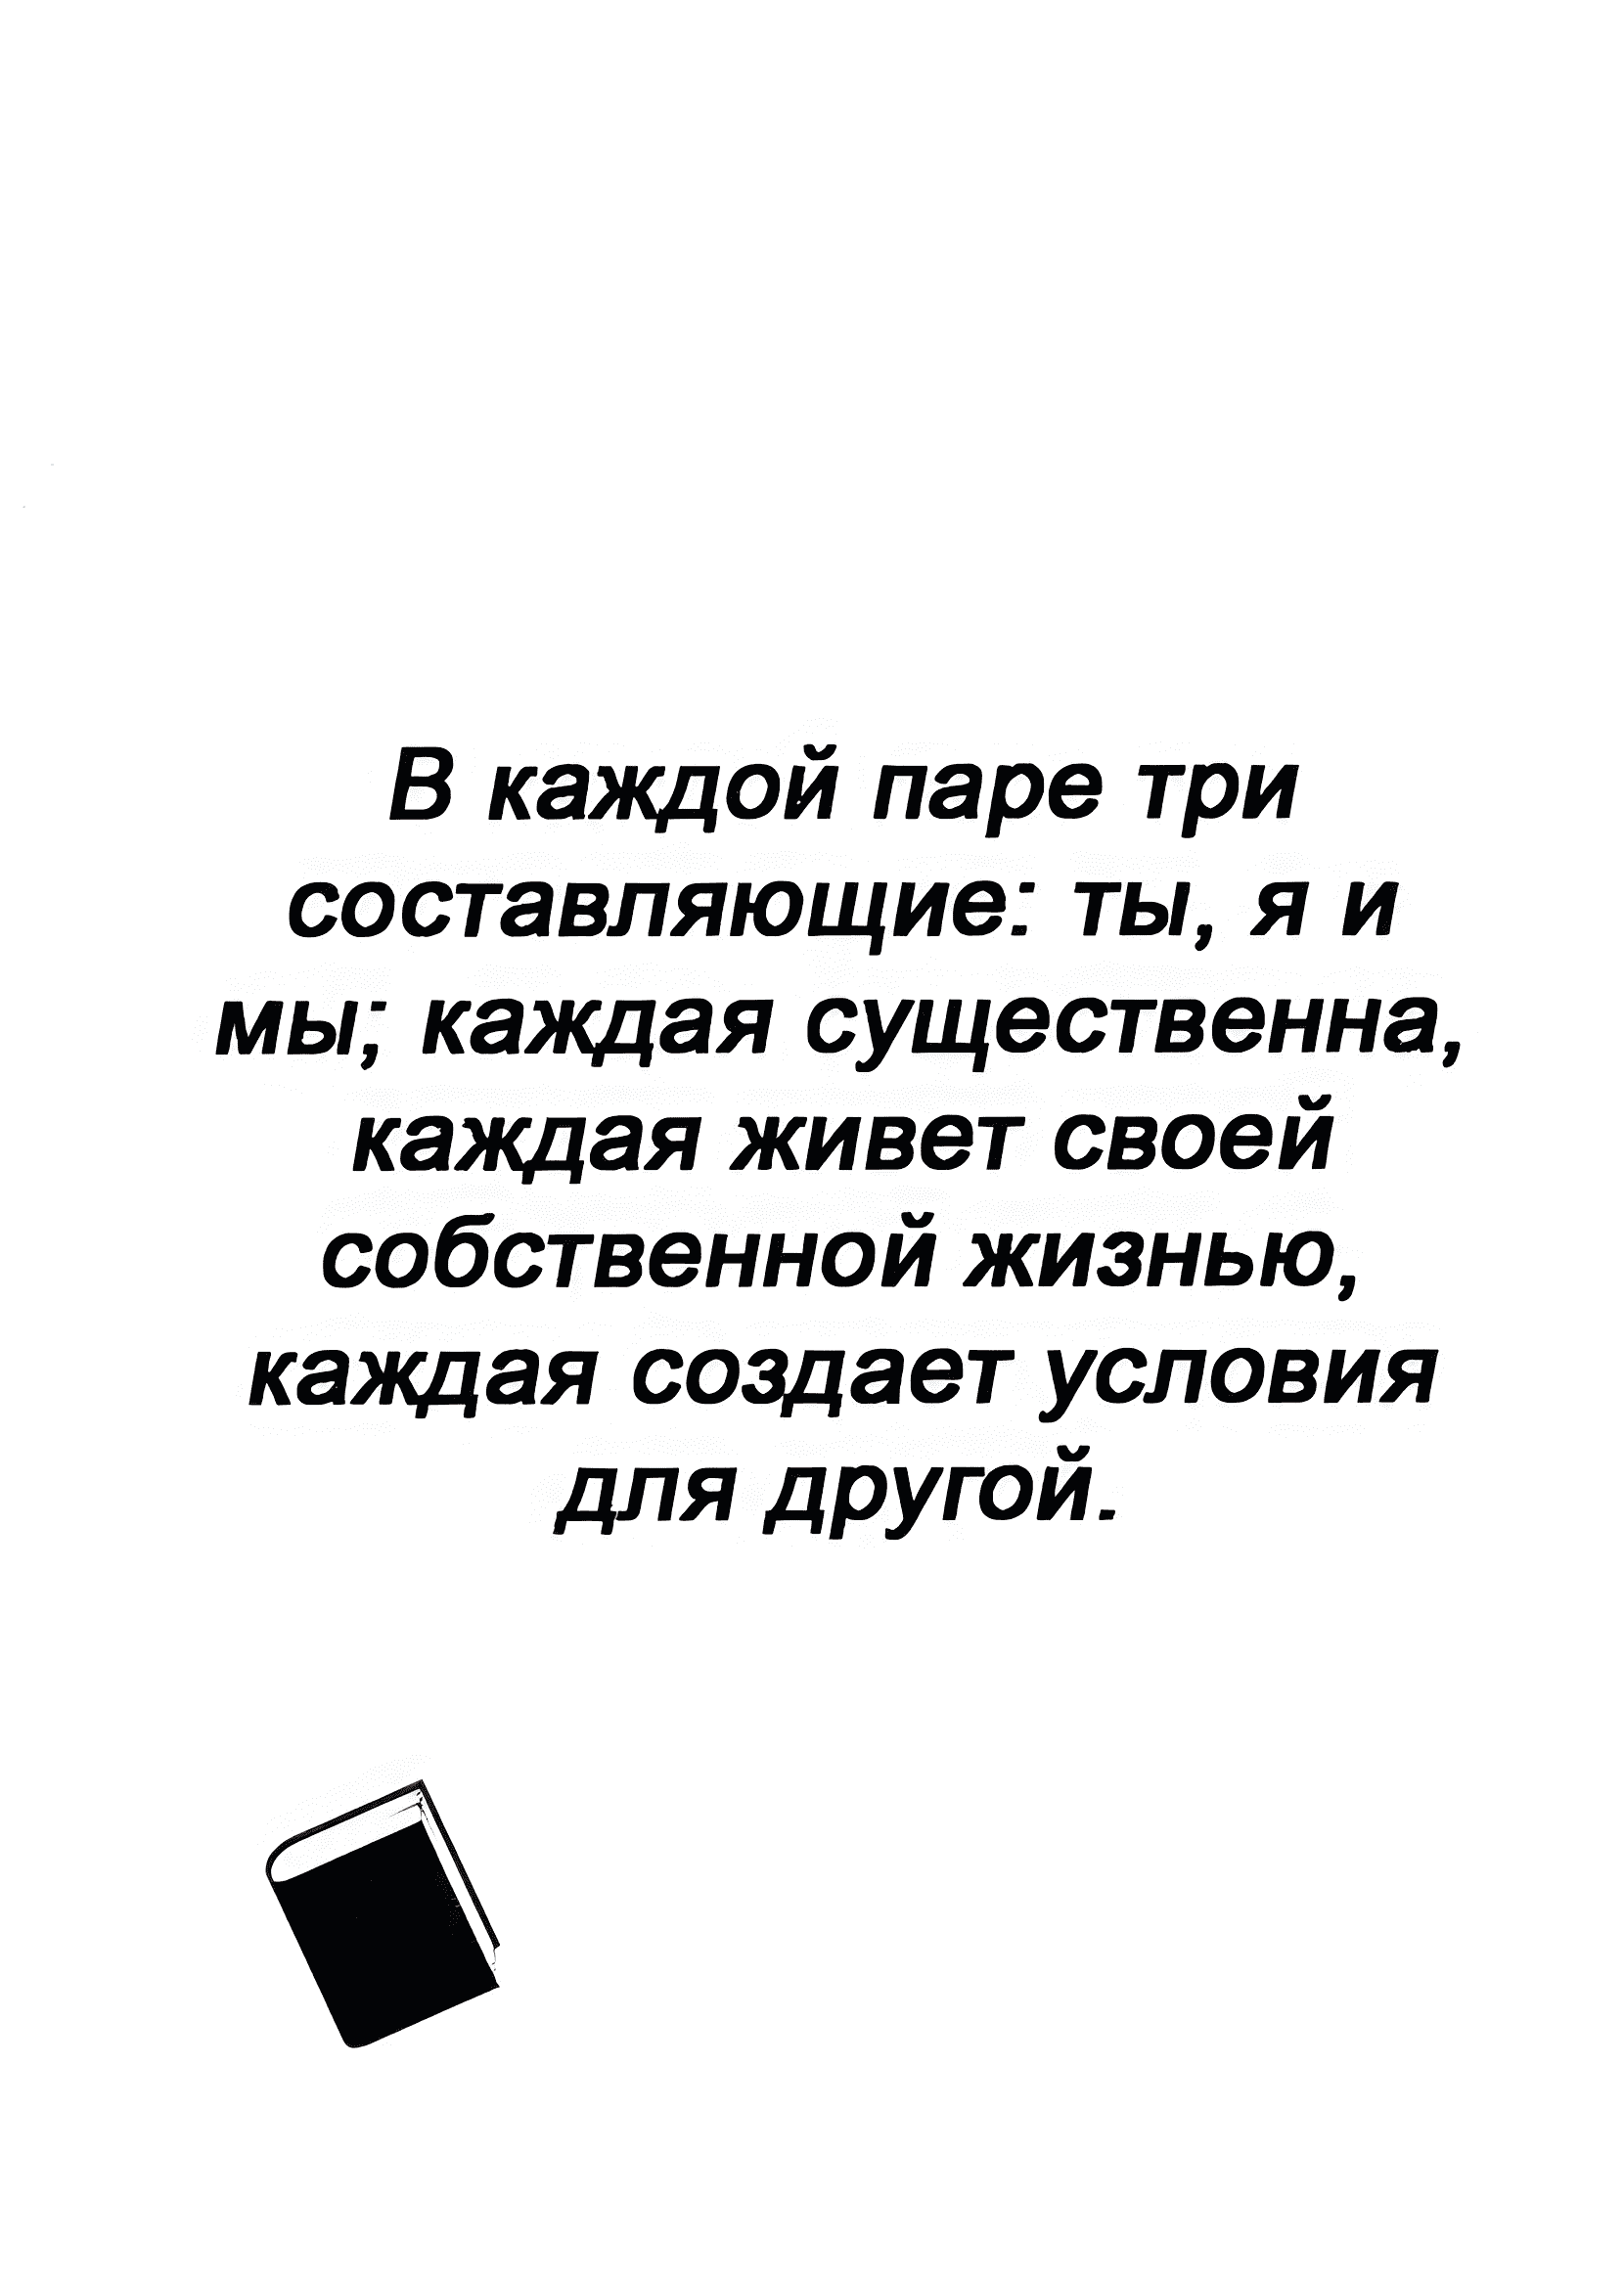 В каждой паре три
составляющие: ты, я и
мы; каждая существенна,
каждая живет своей
собственной жизнью,
каждая создает условия
для другой.